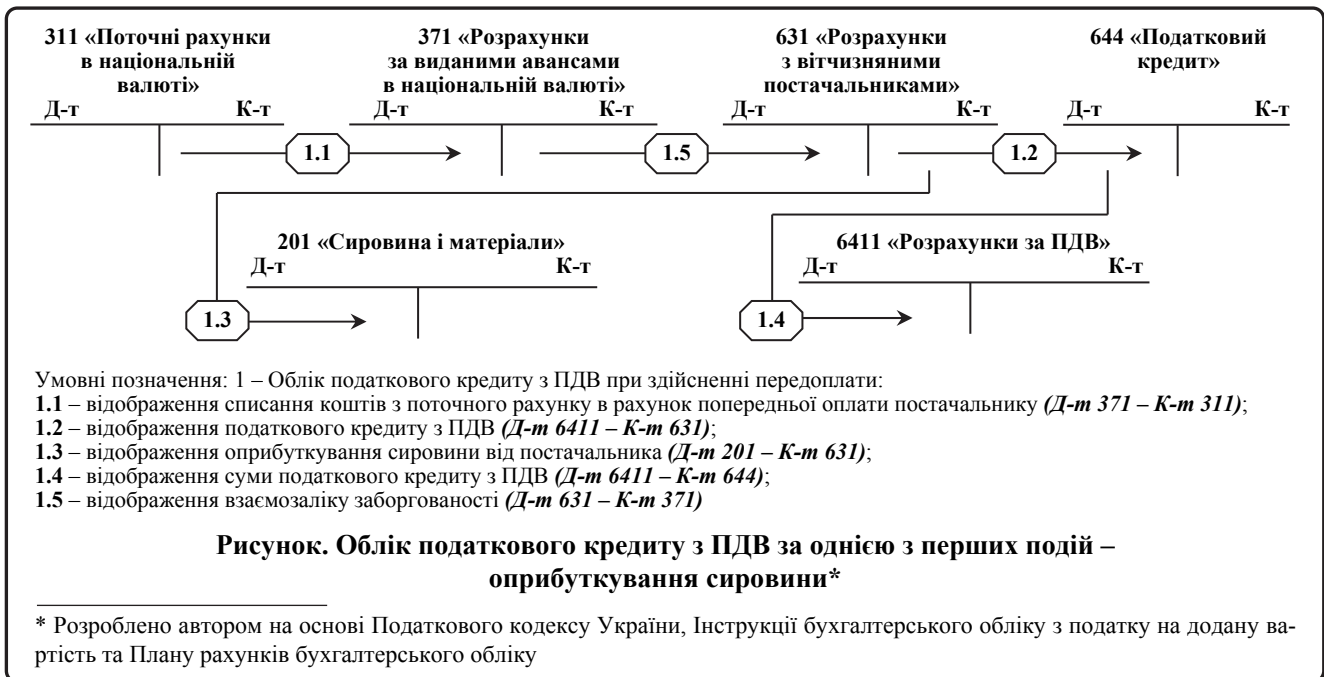 311 «Поточні рахунки
в національній
валюті»
Д-т К-т
371 «Розрахунки
за виданими авансами
в національній валюті»
Д-т К-т
631 «Розрахунки
з вітчизняними
постачальниками»
Д-т К-т
644 «Податковий
кредит»
Д-т К-т
1.1
1.5
1.2
201 «Сировина і матеріали»
Д-т К-т
1.3
6411 «Розрахунки за ПДВ»
Д-т К-т
1.4
Умовні позначення: 1 – Облік податкового кредиту з ПДВ при здійсненні передоплати:
1.1 – відображення списання коштів з поточного рахунку в рахунок попередньої оплати постачальнику (Д-т 371 – К-т 311);
1.2 – відображення податкового кредиту з ПДВ (Д-т 6411 – К-т 631);
1.3 – відображення оприбуткування сировини від постачальника (Д-т 201 – К-т 631);
1.4 – відображення суми податкового кредиту з ПДВ (Д-т 6411 – К-т 644);
1.5 – відображення взаємозаліку заборгованості (Д-т 631 – К-т 371)
Рисунок. Облік податкового кредиту з ПДВ за однією з перших подій –
оприбуткування сировини*
* Розроблено автором на основі Податкового кодексу України, Інструкції бухгалтерського обліку з податку на додану ва-
ртість та Плану рахунків бухгалтерського обліку